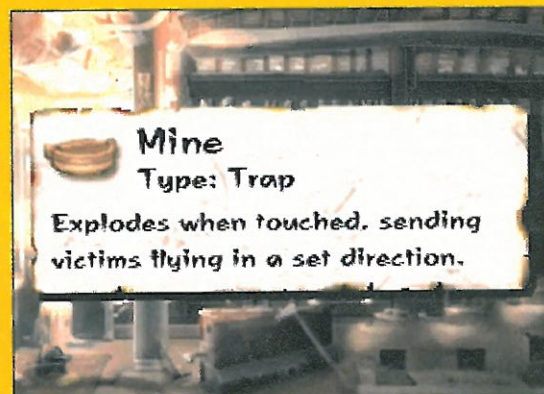 Mine
Type: Trap
Explodes when touched, sending
victims flying in a set direction.